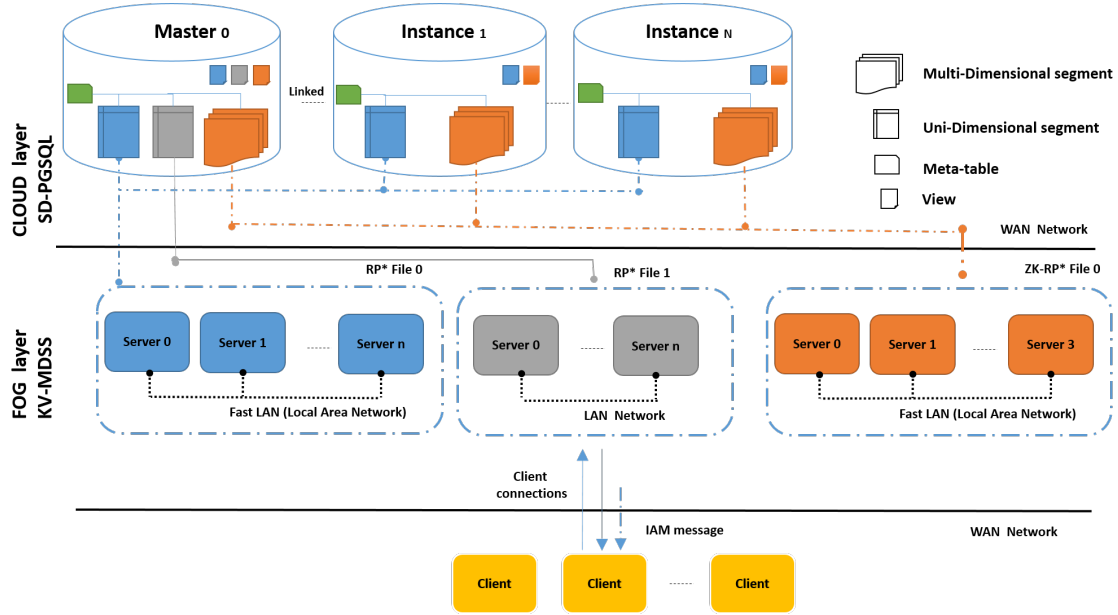 Master 0
Instance 1
Instance N
Linked
Multi-Dimensional segment
Uni-Dimensional segment
Meta-table
View
CLOUD layer
SD-PGSQL
WAN Network
RP* File 0
RP* File 1
ZK-RP* File 0
FOG layer
KV-MDSS
Server 0
Server 1
Server n
Fast LAN (Local Area Network)
Server 0
Server n
LAN Network
Server 0
Server 1
Server 3
Fast LAN (Local Area Network)
Client
connections
IAM message
WAN Network
Client
Client
Client